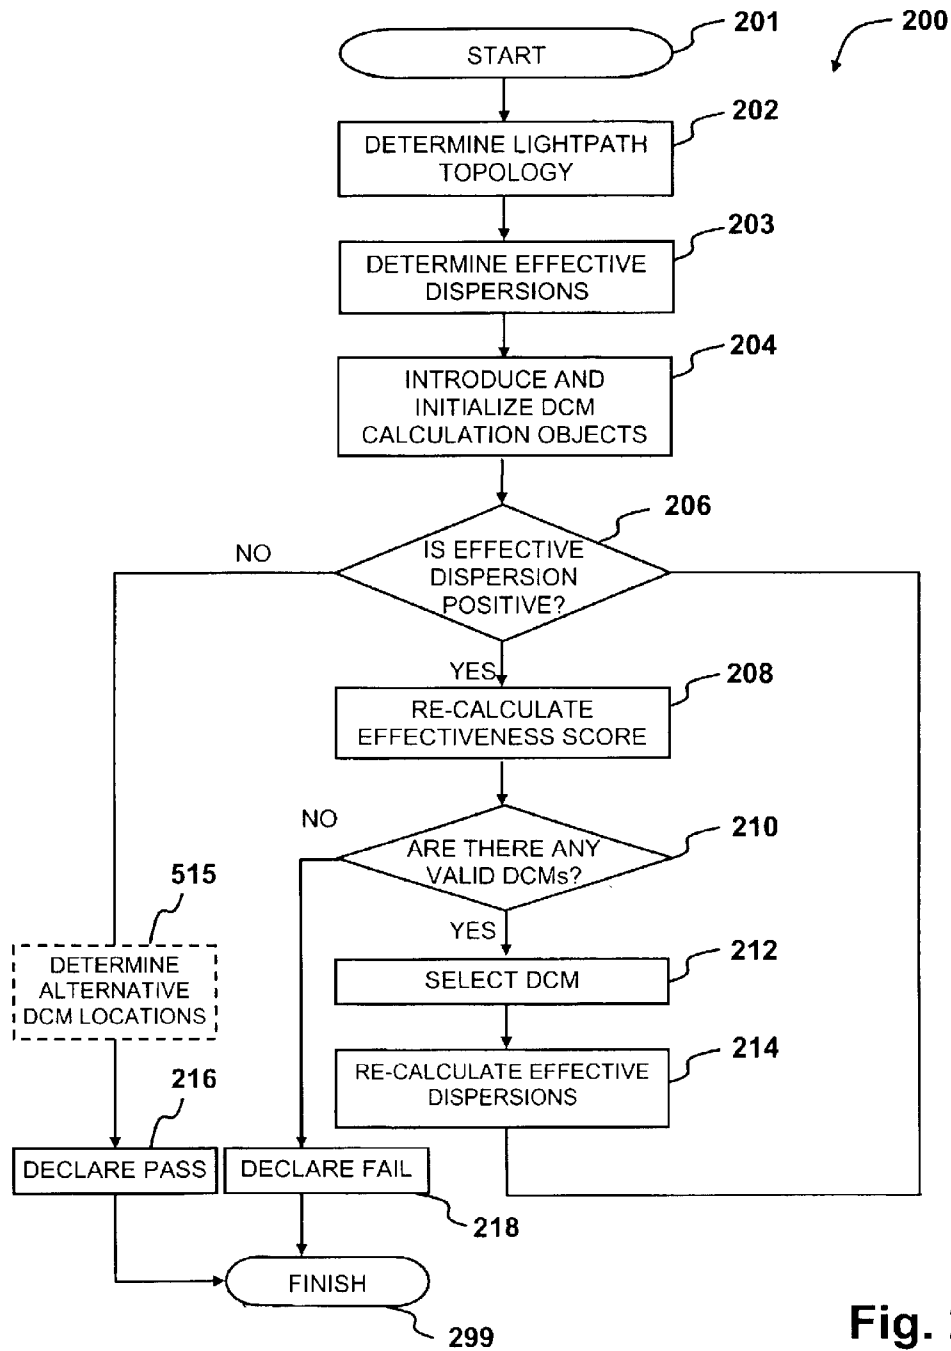 201
200
START
202
DETERMINE LIGHTPATH
TOPOLOGY
203
DETERMINE EFFECTIVE
DISPERSIONS
204
INTRODUCE AND
INITIALIZE DCM
CALCULATION OBJECTS
206
NO
IS EFFECTIVE
DISPERSION
POSITIVE?
YES
208
RE-CALCULATE
EFFECTIVENESS SCORE
NO
210
ARE THERE ANY
VALID DCMs?
515
YES
212
DETERMINE
ALTERNATIVE
DCM LOCATIONS
SELECT DCM
214
RE-CALCULATE EFFECTIVE
DISPERSIONS
216
DECLARE PASS
DECLARE FAIL
218
FINISH
299
Fig.